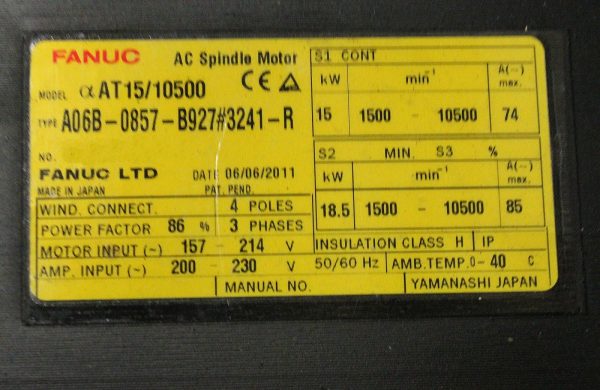 FANUC AC Spindle Motor
MODEL αAT15/10500 CE
TYPE A06B-0857-B927#3241-R
NO.
FANUC LTD DATE 06/06/2011
MADE IN JAPAN PAT. PEND.
WIND. CONNECT. 4 POLES
POWER FACTOR 86 % 3 PHASES
MOTOR INPUT (~) 157 - 214 V
AMP. INPUT (~) 200 - 230 V
MANUAL NO.
S1 CONT
kW min⁻¹ A(~) max.
15 1500 - 10500 74
S2 MIN. S3 %
kW min⁻¹ A(~) max.
18.5 1500 - 10500 85
INSULATION CLASS H IP
50/60 Hz AMB.TEMP. 0- 40 C
YAMANASHI JAPAN